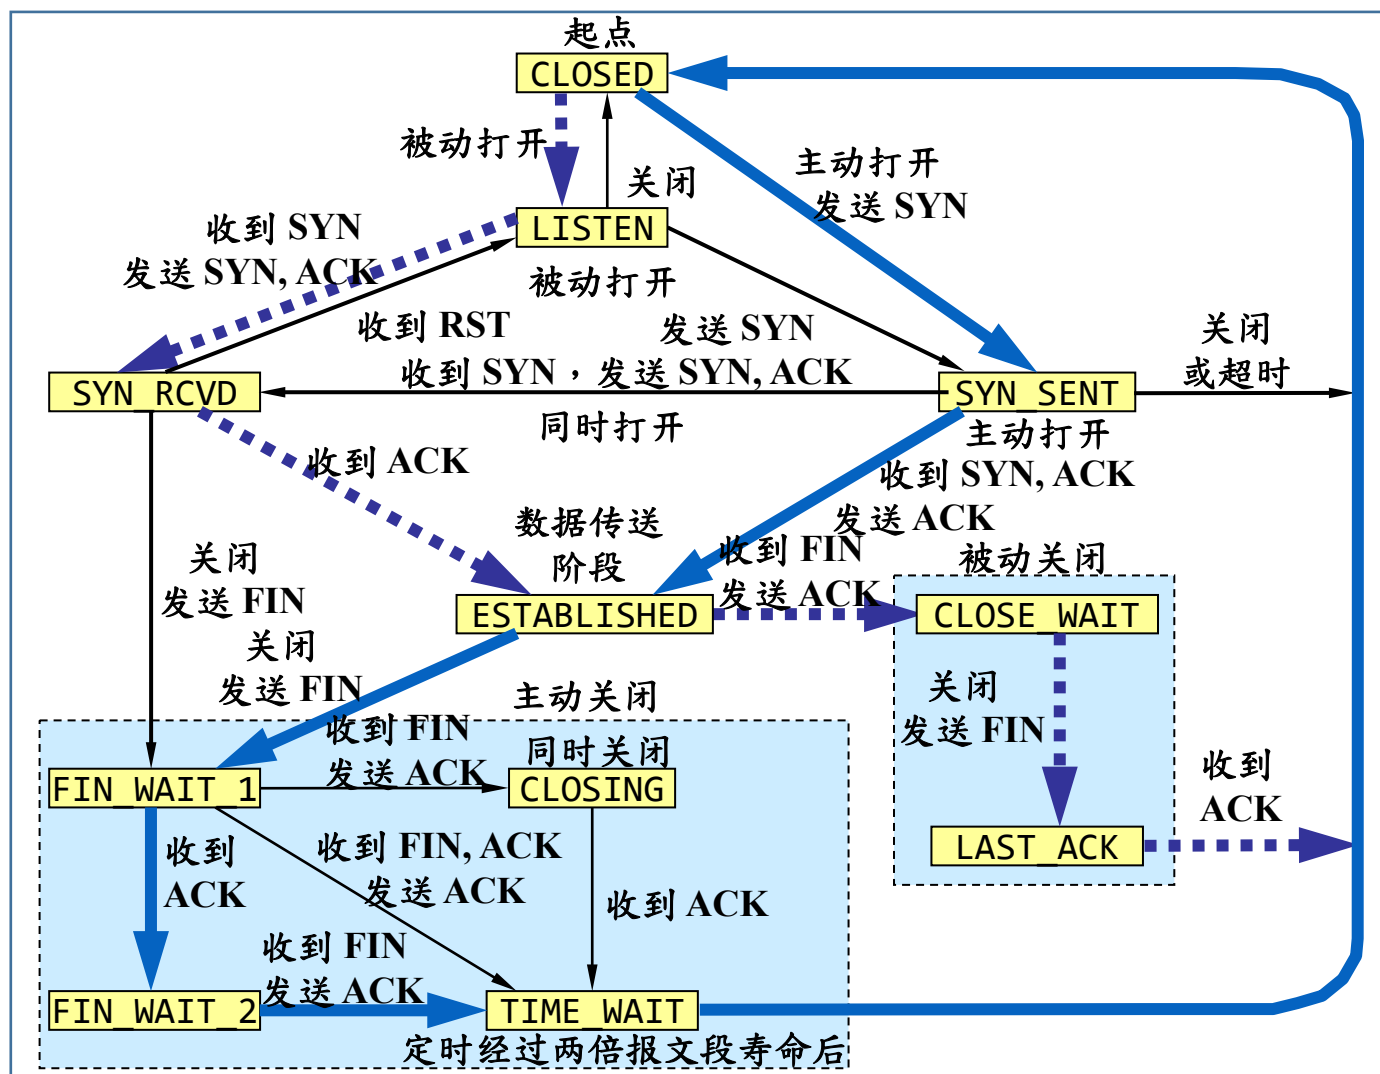 起点
CLOSED
被动打开
关闭
主动打开
发送 SYN
收到 SYN
发送 SYN, ACK
LISTEN
被动打开
收到 RST
发送 SYN
关闭
或超时
收到 SYN，发送 SYN, ACK
SYN_RCVD
SYN_SENT
同时打开
主动打开
收到 ACK
收到 SYN, ACK
发送 ACK
数据传送
阶段
收到 FIN
发送 ACK
被动关闭
关闭
发送 FIN
ESTABLISHED
CLOSE_WAIT
关闭
发送 FIN
主动关闭
关闭
发送 FIN
收到 FIN
发送 ACK
同时关闭
FIN_WAIT_1
CLOSING
收到
ACK
LAST_ACK
收到
ACK
收到 FIN, ACK
发送 ACK
收到 ACK
收到 FIN
发送 ACK
FIN_WAIT_2
TIME_WAIT
定时经过两倍报文段寿命后